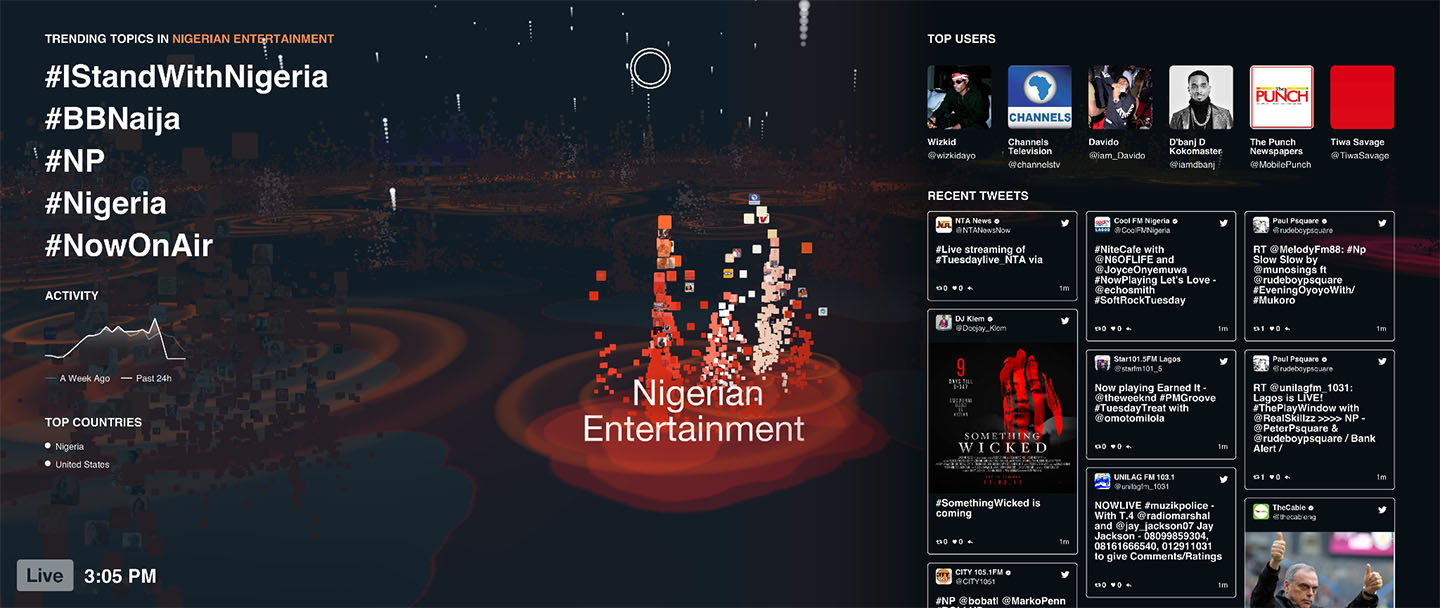 TRENDING TOPICS IN NIGERIAN ENTERTAINMENT
#IStandWithNigeria
#BBNaija
#NP
#Nigeria
#NowOnAir
ACTIVITY
A Week Ago
Past 24h
TOP COUNTRIES
Nigeria
United States
Live
3:05 PM
Nigerian
Entertainment
TOP USERS
Wizkid
@wizkidayo
CHANNELS
Channels
Television
@channelstv
Davido
@iam_Davido
D'banj D
Kokomaster
@iamdbanj
The
PUNCH
The Punch
Newspapers
@MobilePunch
Tiwa Savage
@TiwaSavage
RECENT TWEETS
NTA News
@NTANewsNow
#Live streaming of
#Tuesdaylive_NTA via
0 0
1m
DJ Klem
@Deejay_Klem
9
DAYS TILL
D-DAY
SOMETHING
WICKED
#SomethingWicked is
coming
0 0
1m
CITY 105.1FM
@CITY1051
#NP @bobatl @MarkoPenn
Cool FM Nigeria
@CoolFMNigeria
#NiteCafe with
@N6OFLIFE and
@JoyceOnyemuwa
#NowPlaying Let's Love -
@echosmith
#SoftRockTuesday
0 0
1m
Star101.5FM Lagos
@starfm101_5
Now playing Earned It -
@theweeknd #PMGroove
#TuesdayTreat with
@omotomilola
0 0
1m
UNILAG FM 103.1
@unilagfm_1031
NOWLIVE #muzikpolice -
With T.4 @radiomarshal
and @jay_jackson07 Jay
Jackson - 08099859304,
08161666540, 012911031
to give Comments/Ratings
0 0
1m
Paul Psquare
@rudeboypsquare
RT @MelodyFm88: #Np
Slow Slow by
@munosings ft
@rudeboypsquare
#EveningOyoyoWith/
#Mukoro
1 0
1m
Paul Psquare
@rudeboypsquare
RT @unilagfm_1031:
Lagos is LIVE!
#ThePlayWindow with
@RealSkillzz >>>> NP -
@PeterPsquare &
@rudeboypsquare / Bank
Alert /
1 0
1m
TheCable
@thecableng